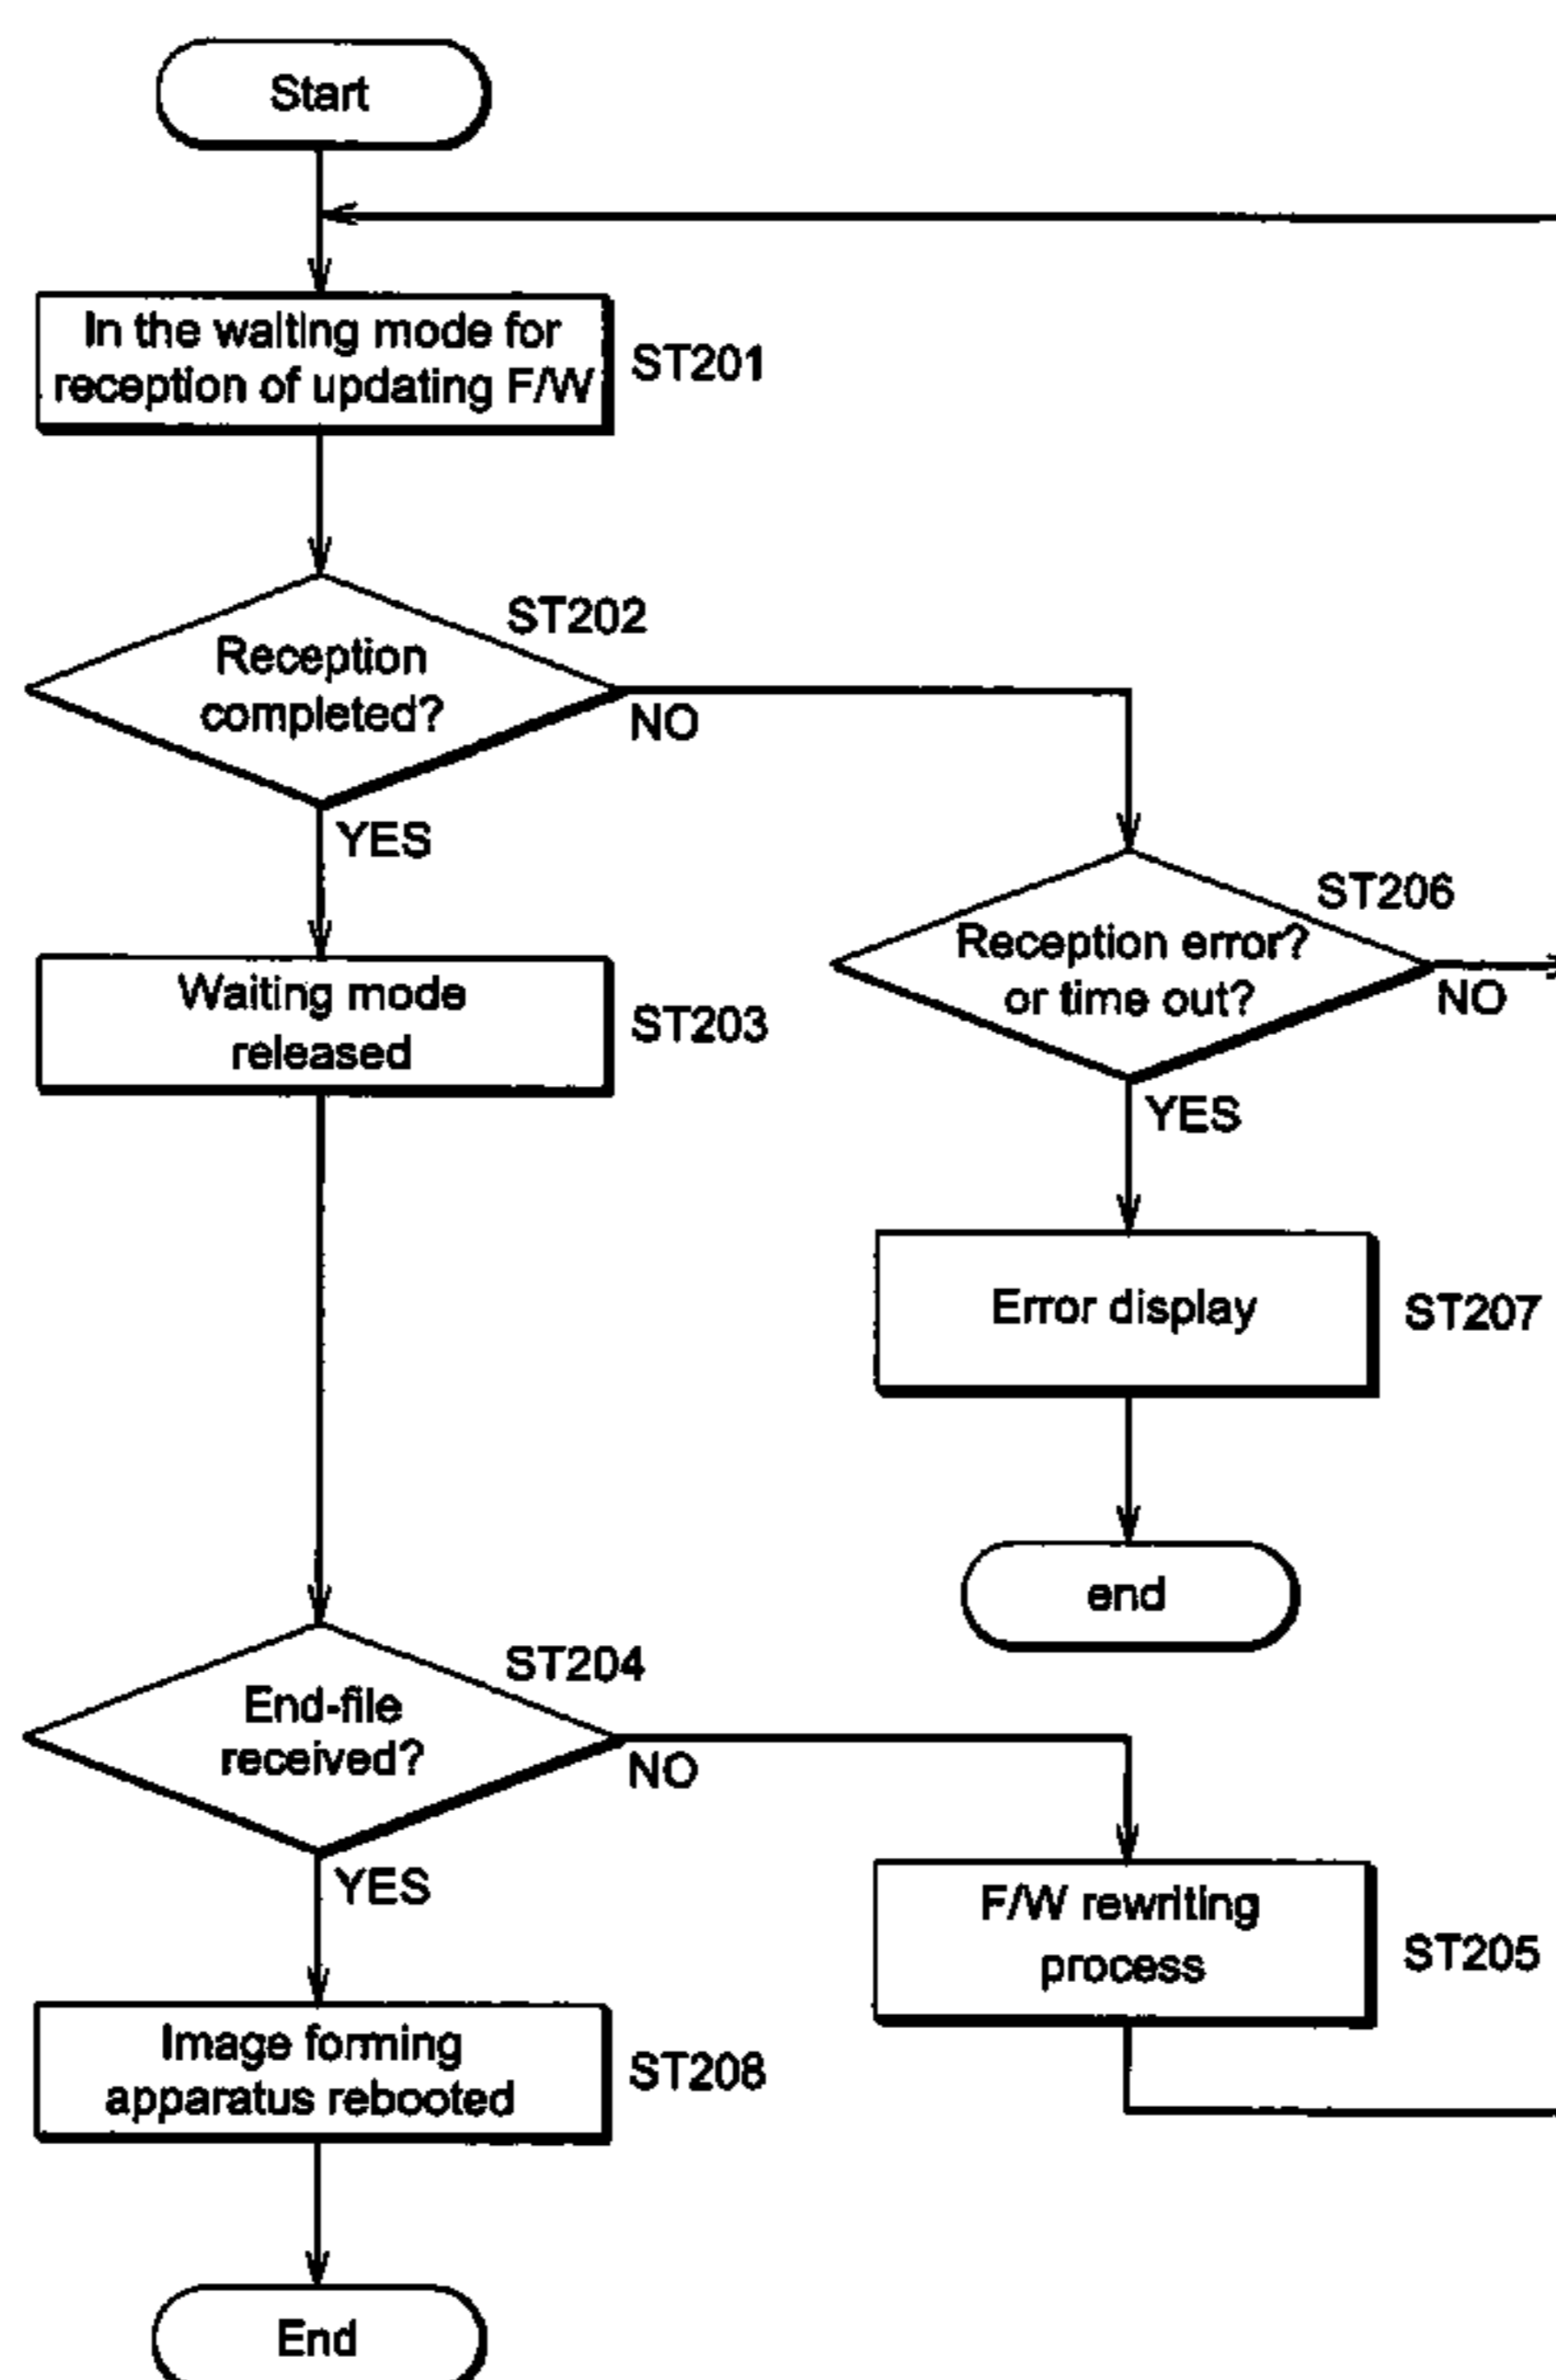 Start
In the waiting mode for
reception of updating F/W
ST201
ST202
Reception
completed?
NO
YES
ST206
Reception error?
or time out?
NO
YES
Waiting mode
released
ST203
Error display
ST207
end
ST204
End-file
received?
NO
YES
F/W rewriting
process
ST205
Image forming
apparatus rebooted
ST208
End